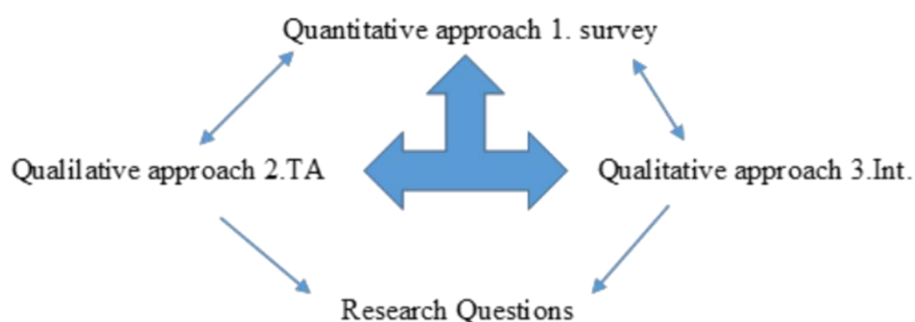 Quantitative approach 1. survey
Qualilative approach 2.TA
Qualitative approach 3.Int.
Research Questions